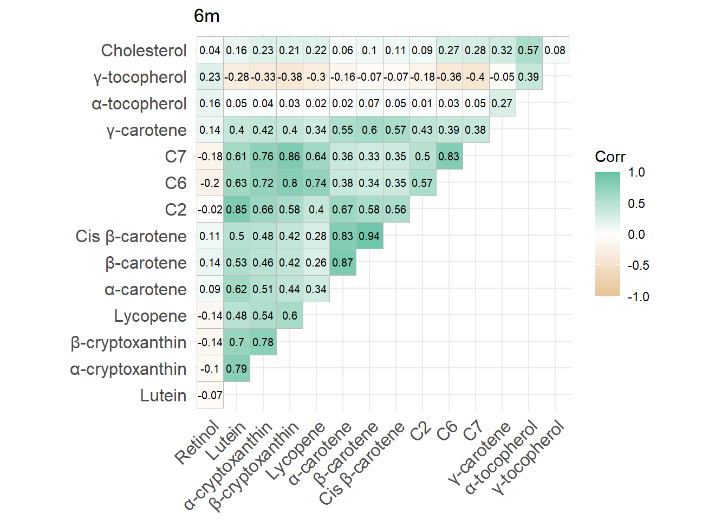 6m
Cholesterol 0.04 0.16 0.23 0.21 0.22 0.06 0.1 0.11 0.09 0.27 0.28 0.32 0.57 0.08
γ-tocopherol 0.23 -0.28 -0.33 -0.38 -0.3 -0.16 -0.07 -0.07 -0.18 -0.36 -0.4 -0.05 0.39
α-tocopherol 0.16 0.05 0.04 0.03 0.02 0.02 0.07 0.05 0.01 0.03 0.05 0.27
γ-carotene 0.14 0.4 0.42 0.4 0.34 0.55 0.6 0.57 0.43 0.39 0.38
C7 -0.18 0.61 0.76 0.86 0.64 0.36 0.33 0.35 0.5 0.83
C6 -0.2 0.63 0.72 0.8 0.74 0.38 0.34 0.35 0.57
C2 -0.02 0.85 0.66 0.58 0.4 0.67 0.58 0.56
Cis β-carotene 0.11 0.5 0.48 0.42 0.28 0.83 0.94
β-carotene 0.14 0.53 0.46 0.42 0.26 0.87
α-carotene 0.09 0.62 0.51 0.44 0.34
Lycopene -0.14 0.48 0.54 0.6
β-cryptoxanthin -0.14 0.7 0.78
α-cryptoxanthin -0.1 0.79
Lutein -0.07
Retinol
Lutein
α-cryptoxanthin
β-cryptoxanthin
Lycopene
α-carotene
β-carotene
Cis β-carotene
C2
C6
C7
γ-carotene
α-tocopherol
γ-tocopherol
Corr
1.0
0.5
0.0
-0.5
-1.0